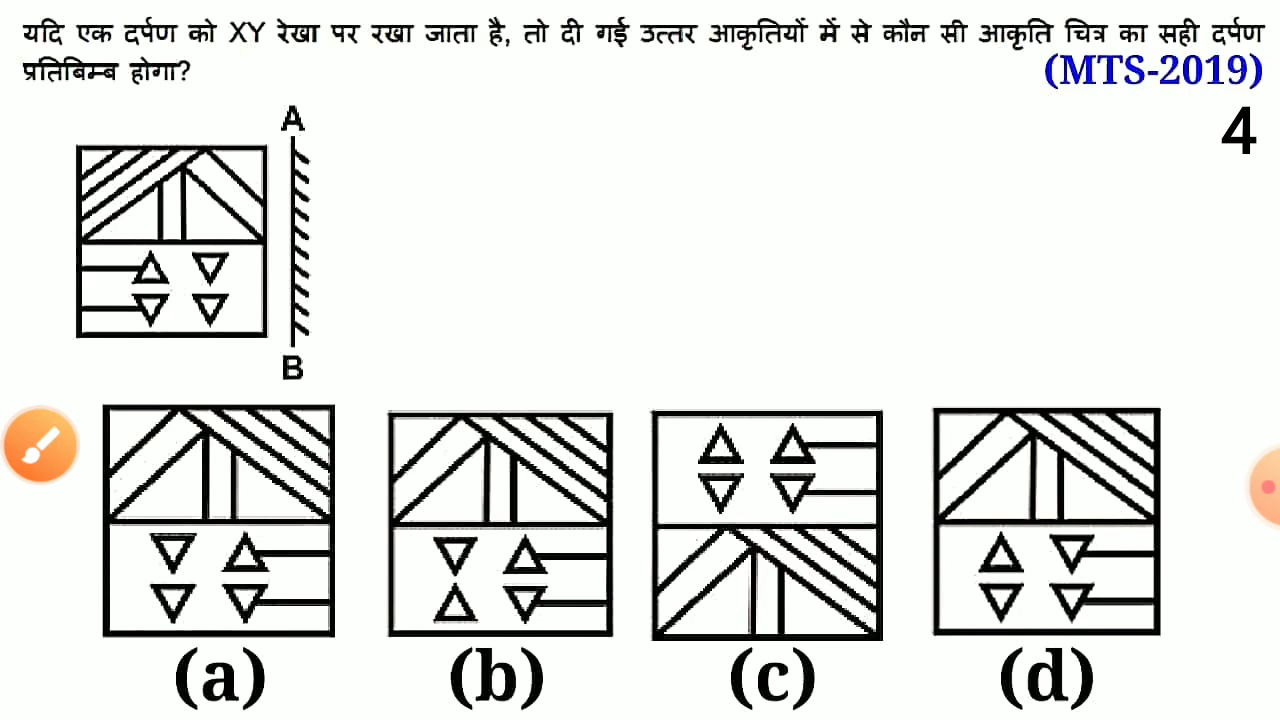 यदि एक दर्पण को XY रेखा पर रखा जाता है, तो दी गई उत्तर आकृतियों में से कौन सी आकृति चित्र का सही दर्पण
प्रतिबिम्ब होगा?
(MTS-2019)
4
A
B
(a) (b) (c) (d)